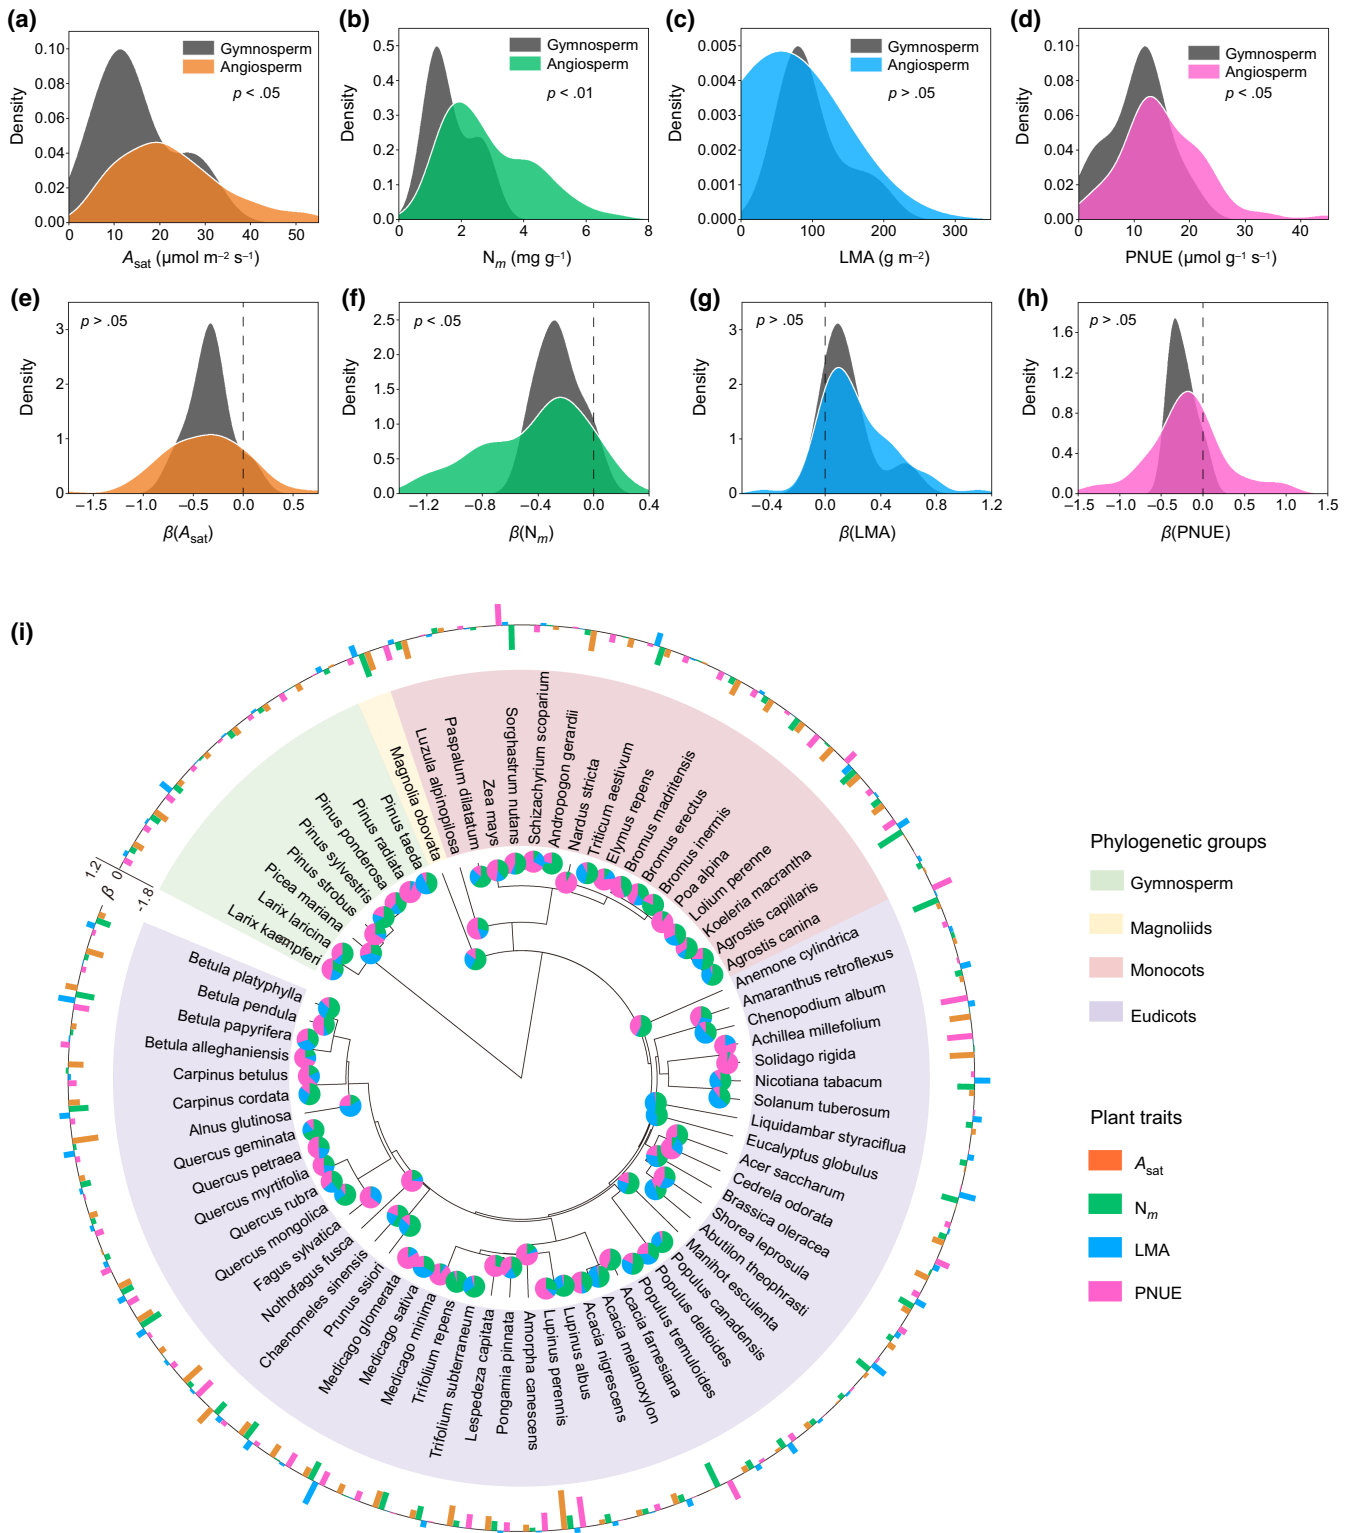 (a)
Density
0.10
0.08
0.06
0.04
0.02
0.00
0 10 20 30 40 50
Gymnosperm
Angiosperm
p < .05
Asat (μmol m−2 s−1)
(b)
Density
0.5
0.4
0.3
0.2
0.1
0.0
0 2 4 6 8
Gymnosperm
Angiosperm
p < .01
Nm (mg g−1)
(c)
Density
0.005
0.004
0.003
0.002
0.001
0.000
0 100 200 300
Gymnosperm
Angiosperm
p > .05
LMA (g m−2)
(d)
Density
0.10
0.08
0.06
0.04
0.02
0.00
0 10 20 30 40
Gymnosperm
Angiosperm
p < .05
PNUE (μmol g−1 s−1)
(e)
Density
3
2
1
0
p > .05
−1.5 −1.0 −0.5 0.0 0.5
β(Asat)
(f)
Density
2.5
2.0
1.5
1.0
0.5
0.0
p < .05
−1.2 −0.8 −0.4 0.0 0.4
β(Nm)
(g)
Density
3
2
1
0
p > .05
−0.4 0.0 0.4 0.8 1.2
β(LMA)
(h)
Density
1.6
1.2
0.8
0.4
0.0
p > .05
−1.5 −1.0 −0.5 0.0 0.5 1.0 1.5
β(PNUE)
(i)
1.2
0
-1.8
β
Larix kaempferi
Larix laricina
Picea mariana
Pinus strobus
Pinus sylvestris
Pinus ponderosa
Pinus radiata
Pinus taeda
Magnolia obovata
Luzula alpinopilosa
Paspalum dilatatum
Zea mays
Sorghastrum nutans
Schizachyrium scoparium
Andropogon gerardii
Nardus stricta
Triticum aestivum
Elymus repens
Bromus madritensis
Bromus erectus
Bromus inermis
Poa alpina
Lolium perenne
Koeleria macrantha
Agrostis capillaris
Agrostis canina
Anemone cylindrica
Amaranthus retroflexus
Chenopodium album
Achillea millefolium
Solidago rigida
Nicotiana tabacum
Solanum tuberosum
Liquidambar styraciflua
Eucalyptus globulus
Acer saccharum
Cedrela odorata
Brassica oleracea
Shorea leprosula
Abutilon theophrasti
Manihot esculenta
Populus canadensis
Populus deltoides
Populus tremuloides
Acacia farnesiana
Acacia melanoxylon
Acacia nigrescens
Lupinus albus
Lupinus perennis
Amorpha canescens
Pongamia pinnata
Lespedeza capitata
Trifolium subterraneum
Trifolium repens
Medicago minima
Medicago sativa
Medicago glomerata
Prunus ssiori
Chaenomeles sinensis
Nothofagus fusca
Fagus sylvatica
Quercus mongolica
Quercus rubra
Quercus myrtifolia
Quercus petraea
Quercus geminata
Alnus glutinosa
Carpinus cordata
Carpinus betulus
Betula alleghaniensis
Betula papyrifera
Betula pendula
Betula platyphylla
Phylogenetic groups
Gymnosperm
Magnoliids
Monocots
Eudicots
Plant traits
Asat
Nm
LMA
PNUE